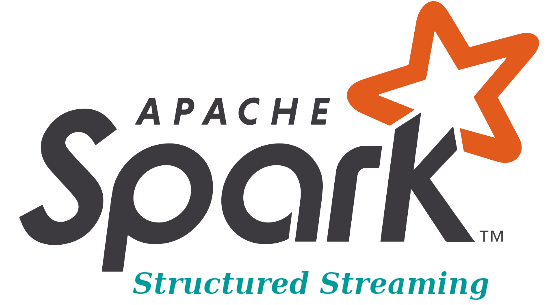 APACHE
Spark™
Structured Streaming